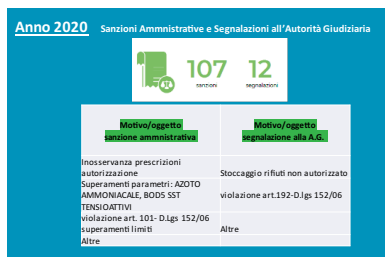 Anno 2020 Sanzioni Ammnistrative e Segnalazioni all'Autorità Giudiziaria
107 12
sanzioni segnalazioni
Motivo/oggetto
sanzione ammnistrativa
Motivo/oggetto
segnalazione alla A.G.
Inosservanza prescrizioni
autorizzazione
Stoccaggio rifiuti non autorizzato
Superamenti parametri: AZOTO
AMMONIACALE, BOD5 SST
TENSIOATTIVI
violazione art.192-D.lgs 152/06
violazione art. 101- D.Lgs 152/06
superamenti limiti
Altre
Altre